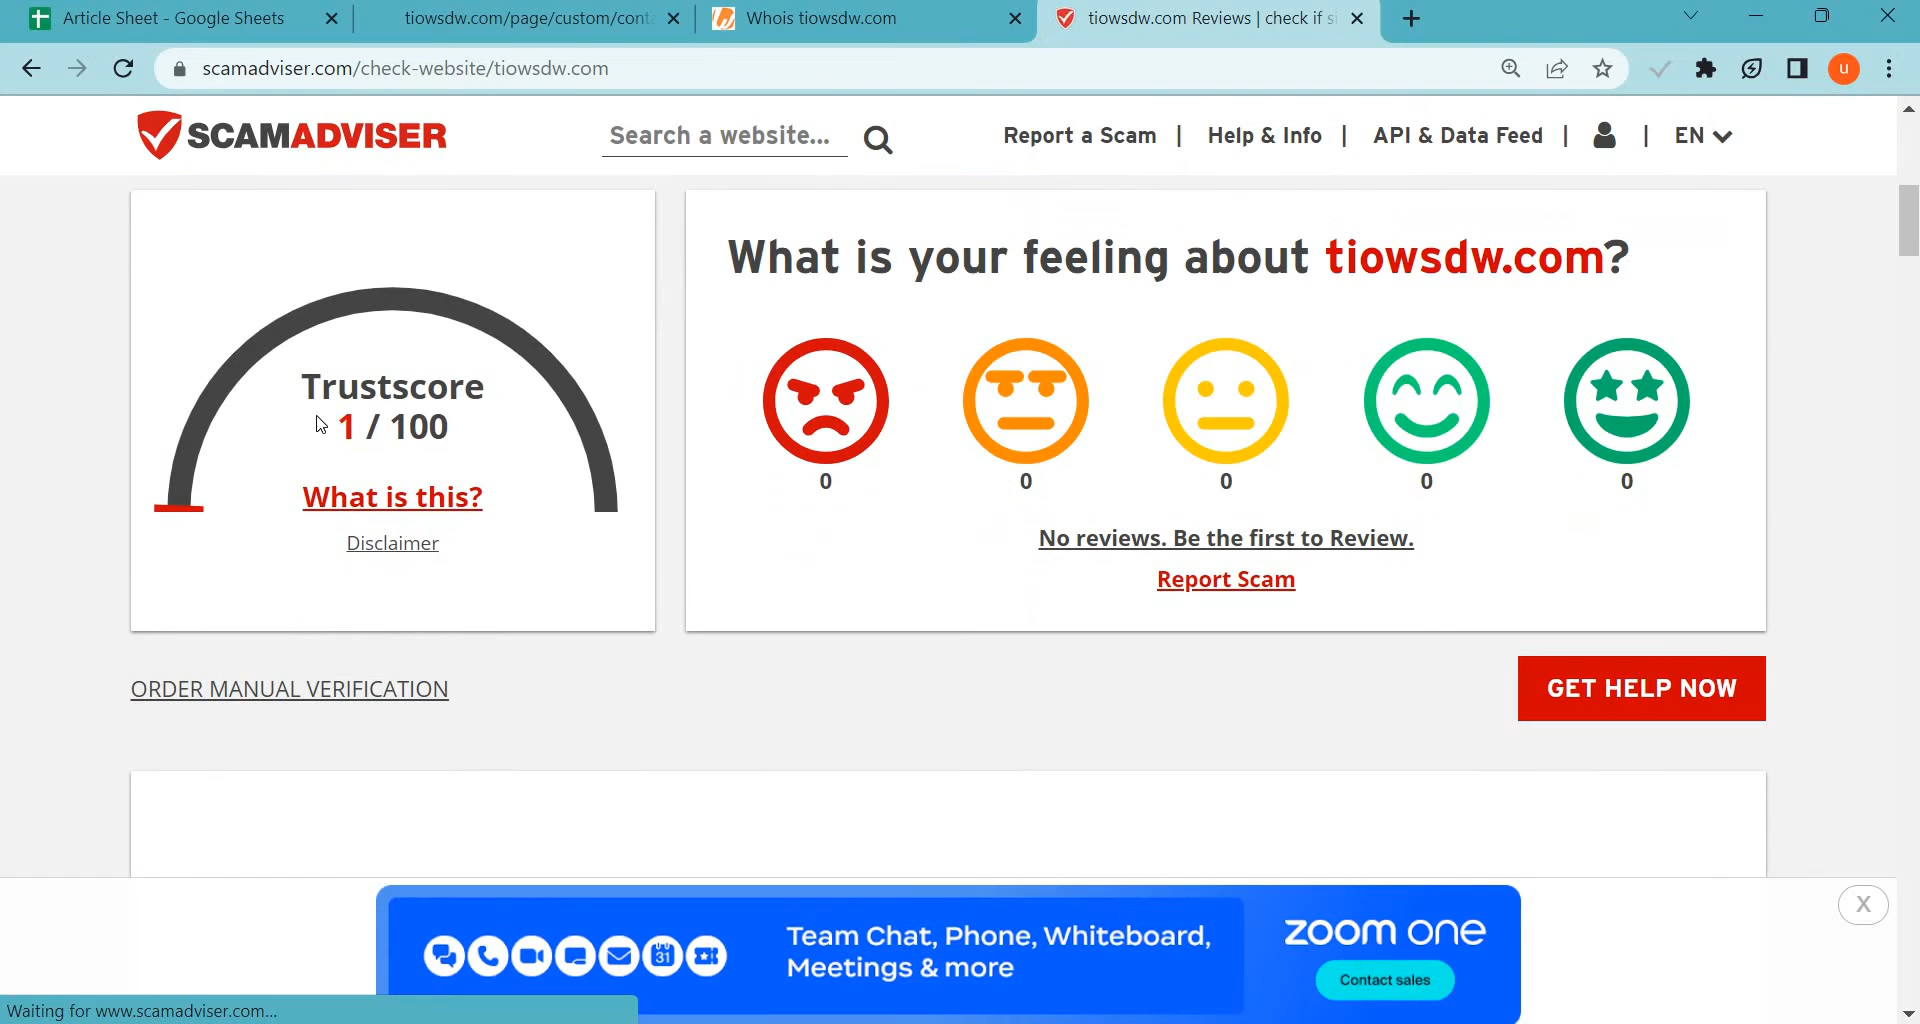 Article Sheet - Google Sheets
tiowsdw.com/page/custom/cont
Whois tiowsdw.com
tiowsdw.com Reviews | check if si
scamadviser.com/check-website/tiowsdw.com
u
SCAMADVISER
Search a website...
Report a Scam | Help & Info | API & Data Feed | | EN
Trustscore
1 / 100
What is this?
Disclaimer
What is your feeling about tiowsdw.com?
0 0 0 0 0
No reviews. Be the first to Review.
Report Scam
ORDER MANUAL VERIFICATION
GET HELP NOW
X
31
Team Chat, Phone, Whiteboard,
Meetings & more
zoom one
Contact sales
Waiting for www.scamadviser.com...